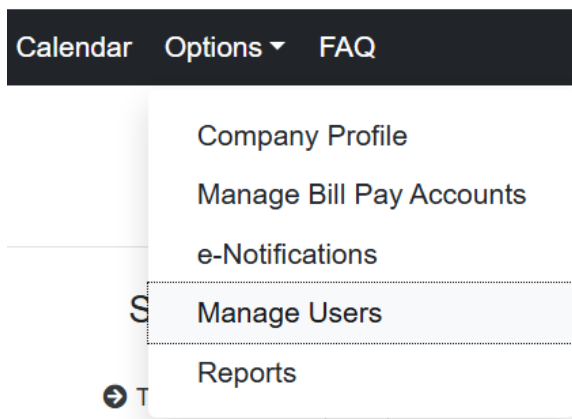 Calendar Options FAQ
Company Profile
Manage Bill Pay Accounts
e-Notifications
Manage Users
Reports